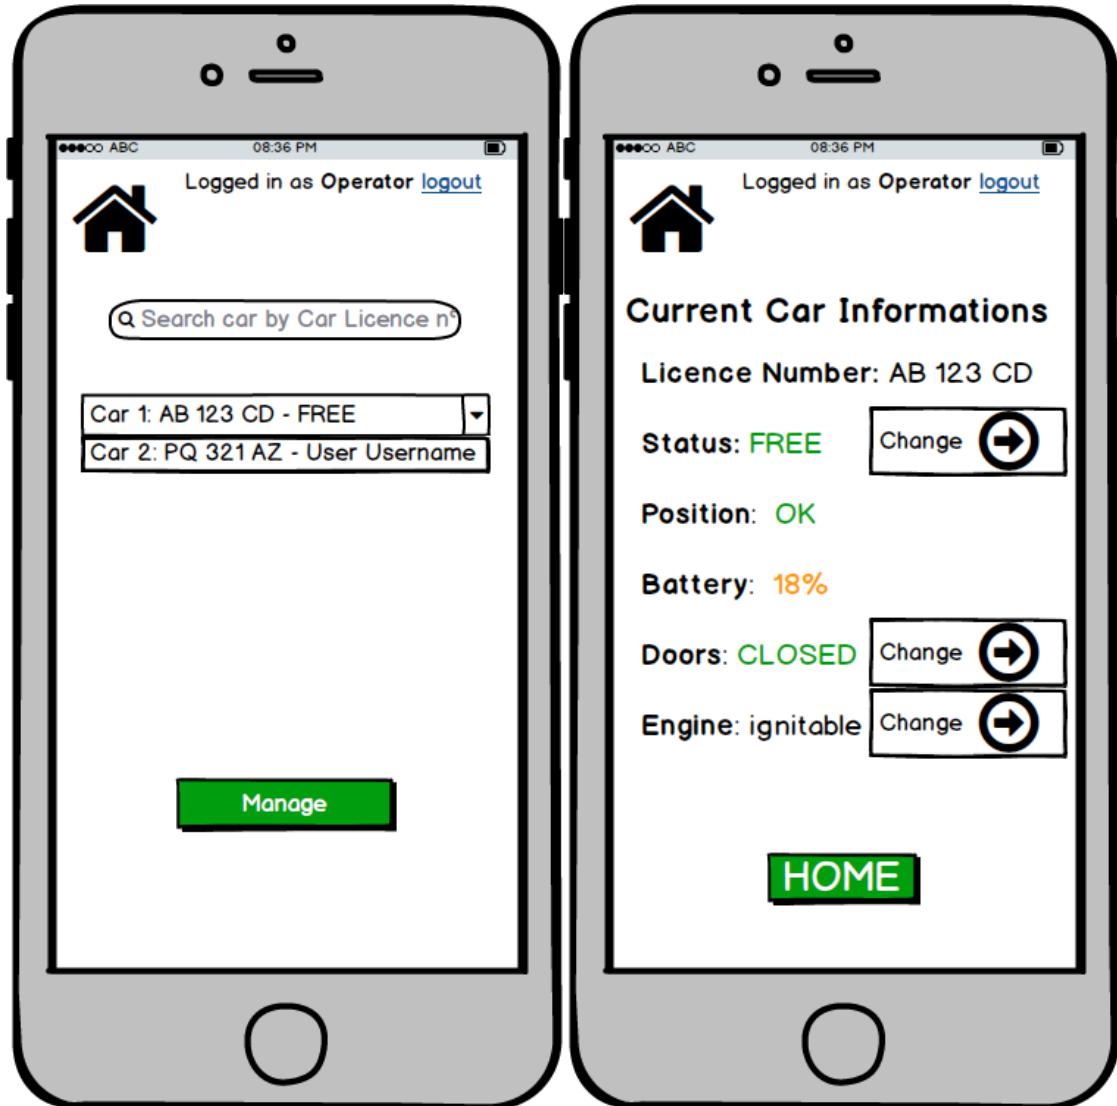 ABC 08:36 PM
Logged in as Operator logout
Search car by Car Licence n°
Car 1: AB 123 CD - FREE
Car 2: PQ 321 AZ - User Username
Manage
ABC 08:36 PM
Logged in as Operator logout
Current Car Informations
Licence Number: AB 123 CD
Status: FREE Change
Position: OK
Battery: 18%
Doors: CLOSED Change
Engine: ignitable Change
HOME